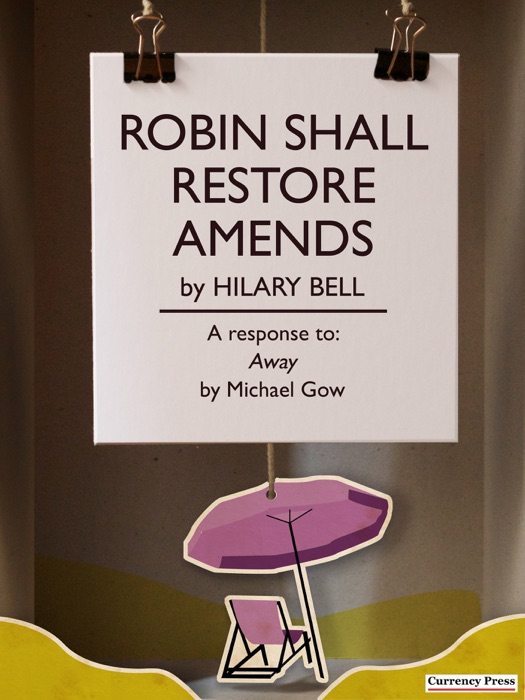 ROBIN SHALL
RESTORE
AMENDS
by HILARY BELL
A response to:
Away
by Michael Gow
Currency Press